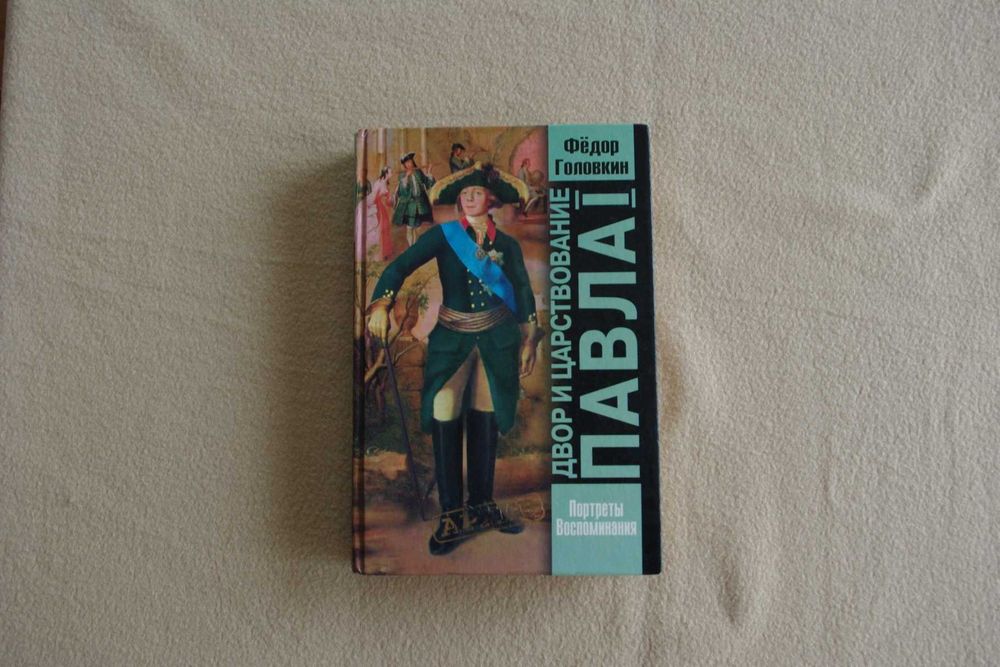 Фёдор
Головкин
ДВОР И ЦАРСТВОВАНИЕ
ПАВЛА I
Портреты
Воспоминания